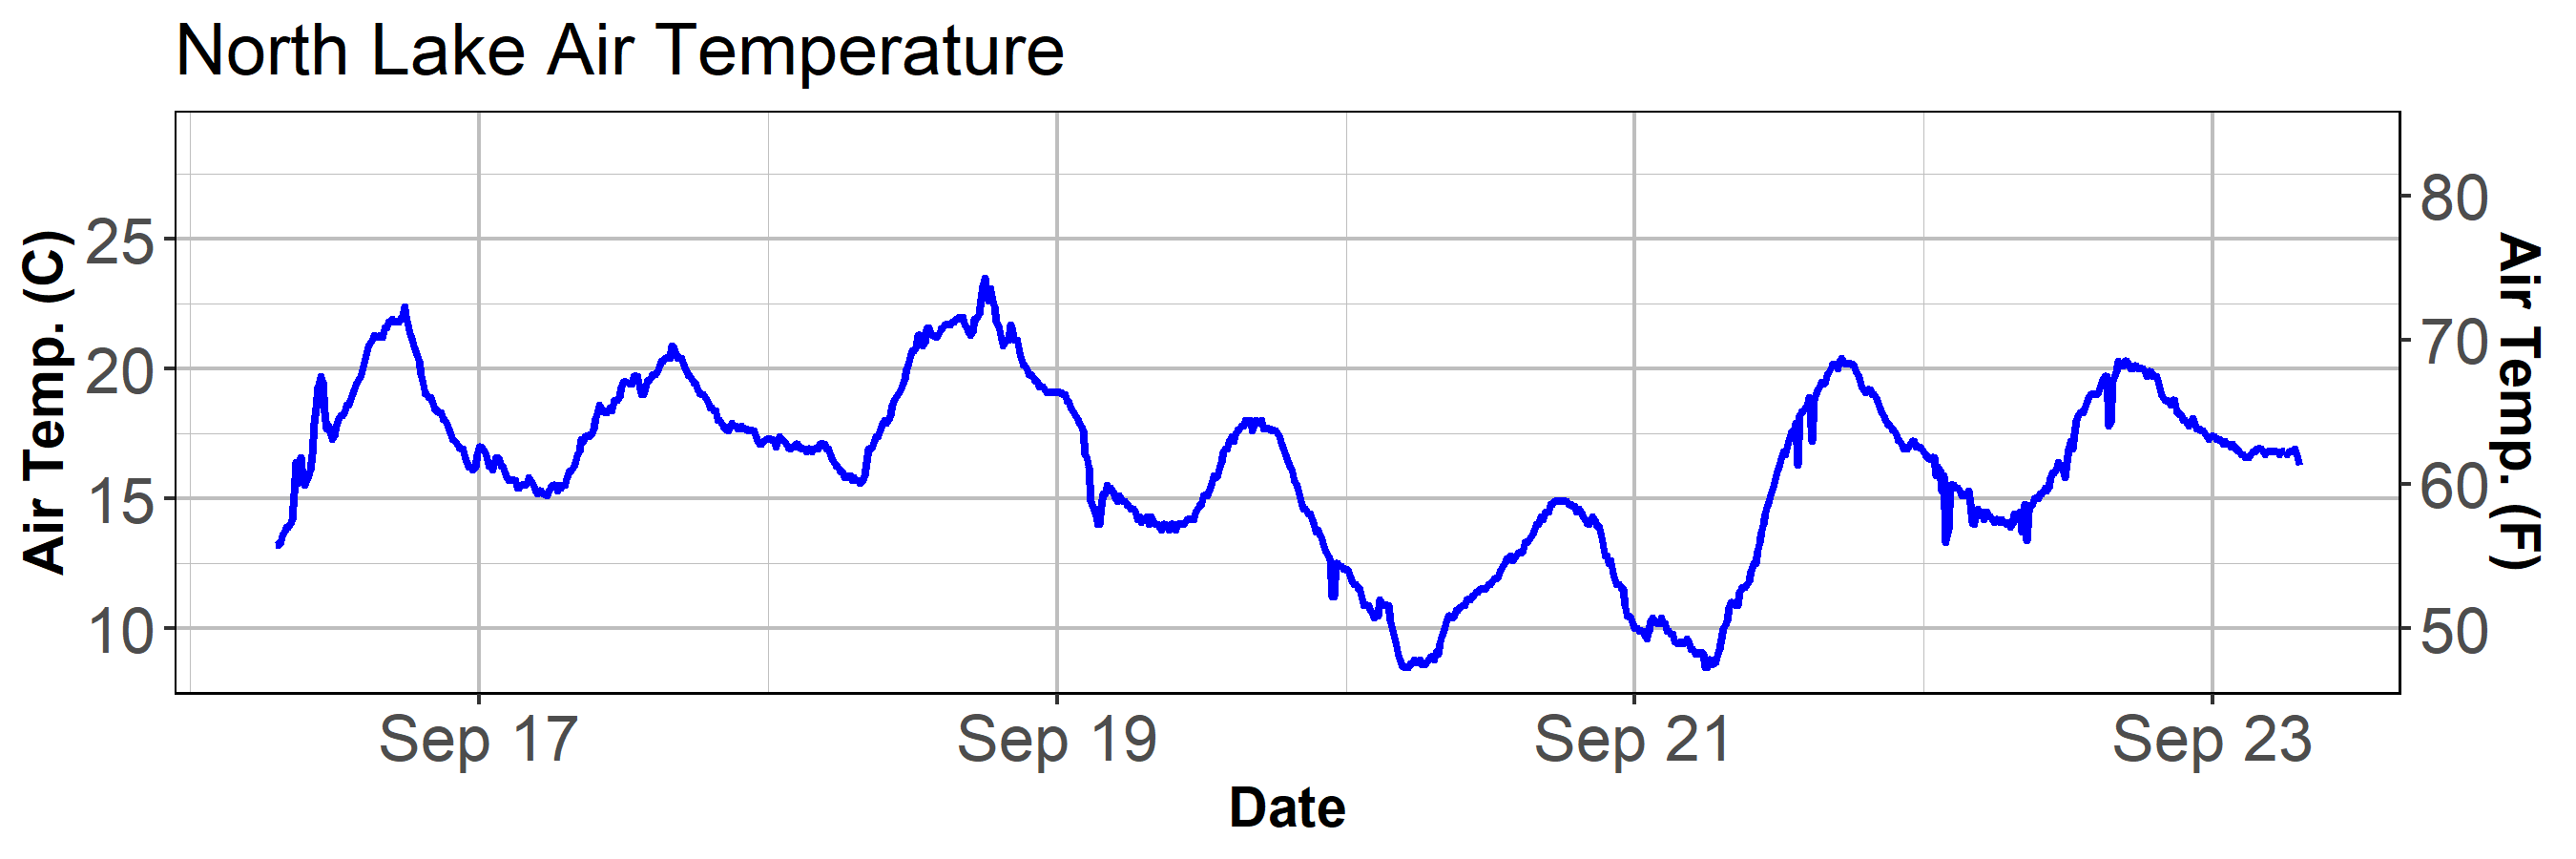 North Lake Air Temperature
Air Temp. (C)
25
20
15
10
80
70
60
50
Air Temp. (F)
Sep 17
Sep 19
Sep 21
Sep 23
Date